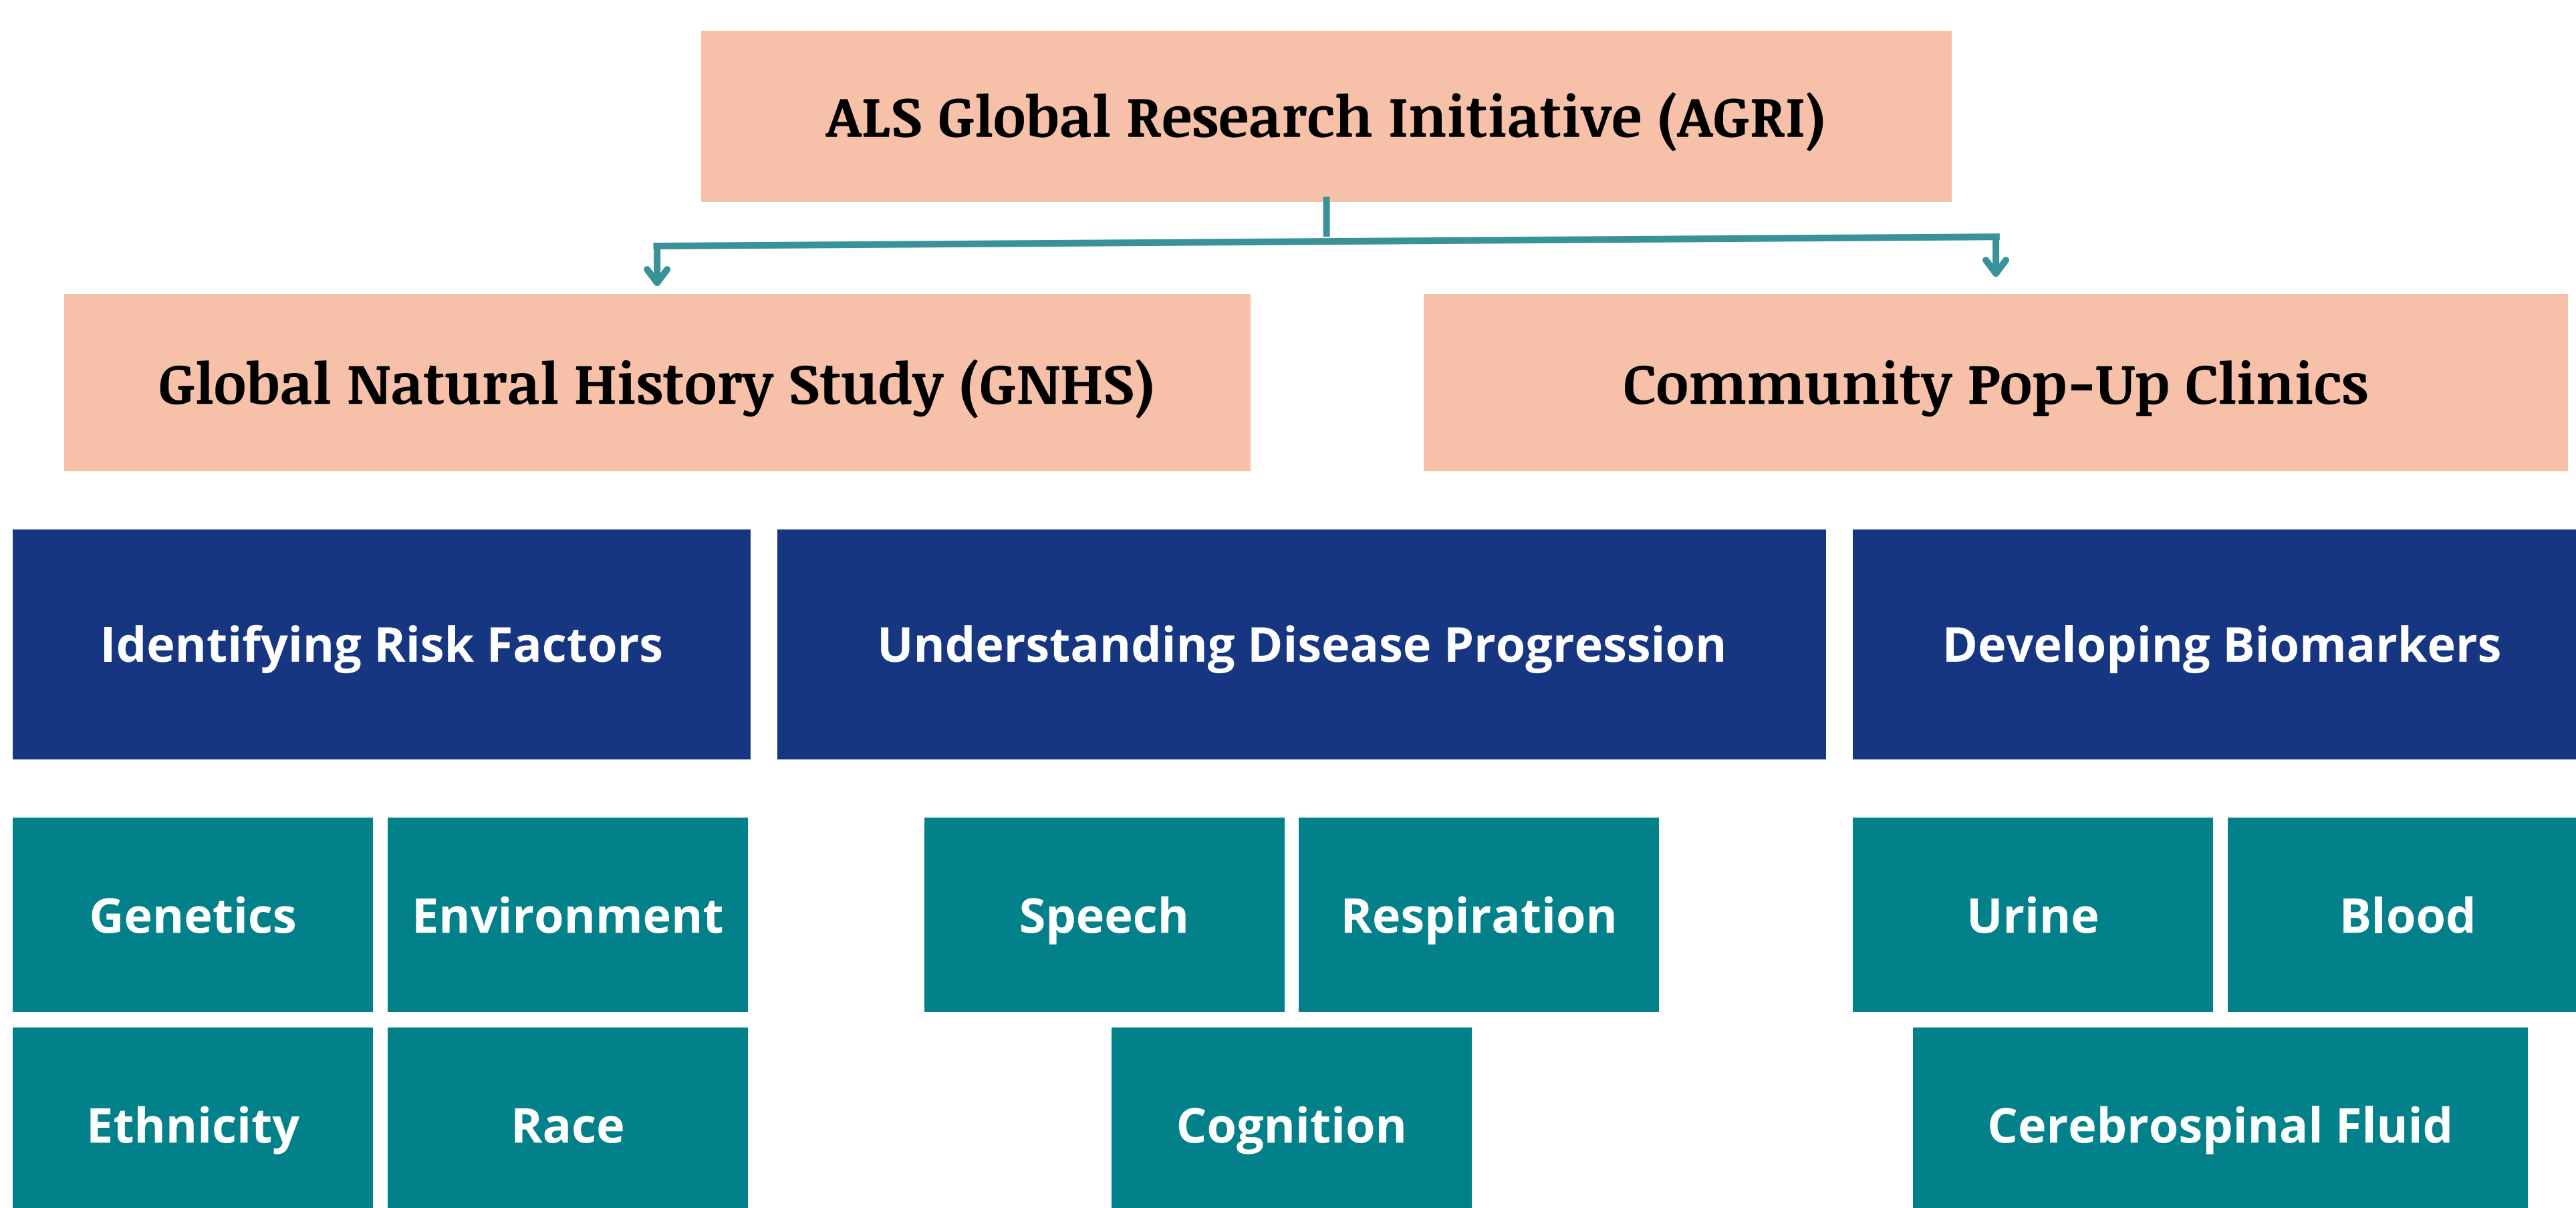 ALS Global Research Initiative (AGRI)
Global Natural History Study (GNHS)
Community Pop-Up Clinics
Identifying Risk Factors
Understanding Disease Progression
Developing Biomarkers
Genetics
Environment
Speech
Respiration
Urine
Blood
Ethnicity
Race
Cognition
Cerebrospinal Fluid